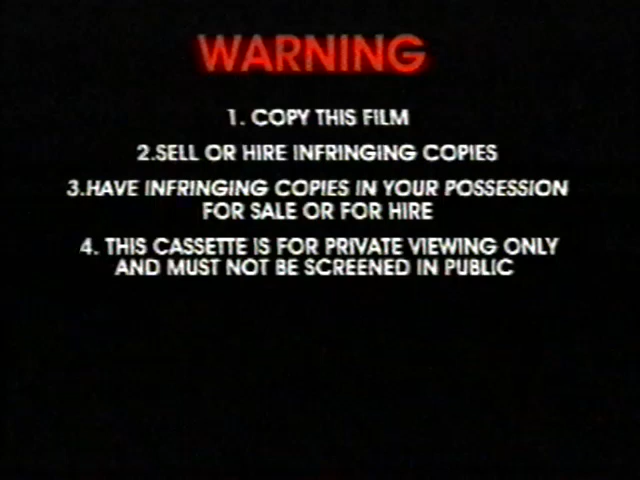 WARNING
1. COPY THIS FILM
2.SELL OR HIRE INFRINGING COPIES
3.HAVE INFRINGING COPIES IN YOUR POSSESSION
FOR SALE OR FOR HIRE
4. THIS CASSETTE IS FOR PRIVATE VIEWING ONLY
AND MUST NOT BE SCREENED IN PUBLIC